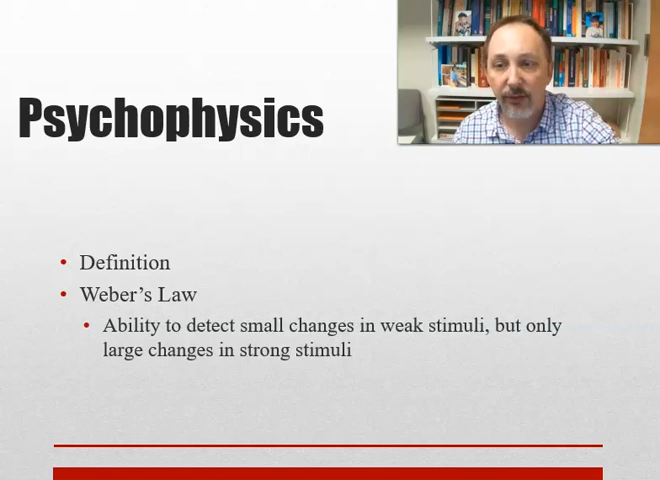 Psychophysics
Definition
Weber's Law
Ability to detect small changes in weak stimuli, but only
large changes in strong stimuli